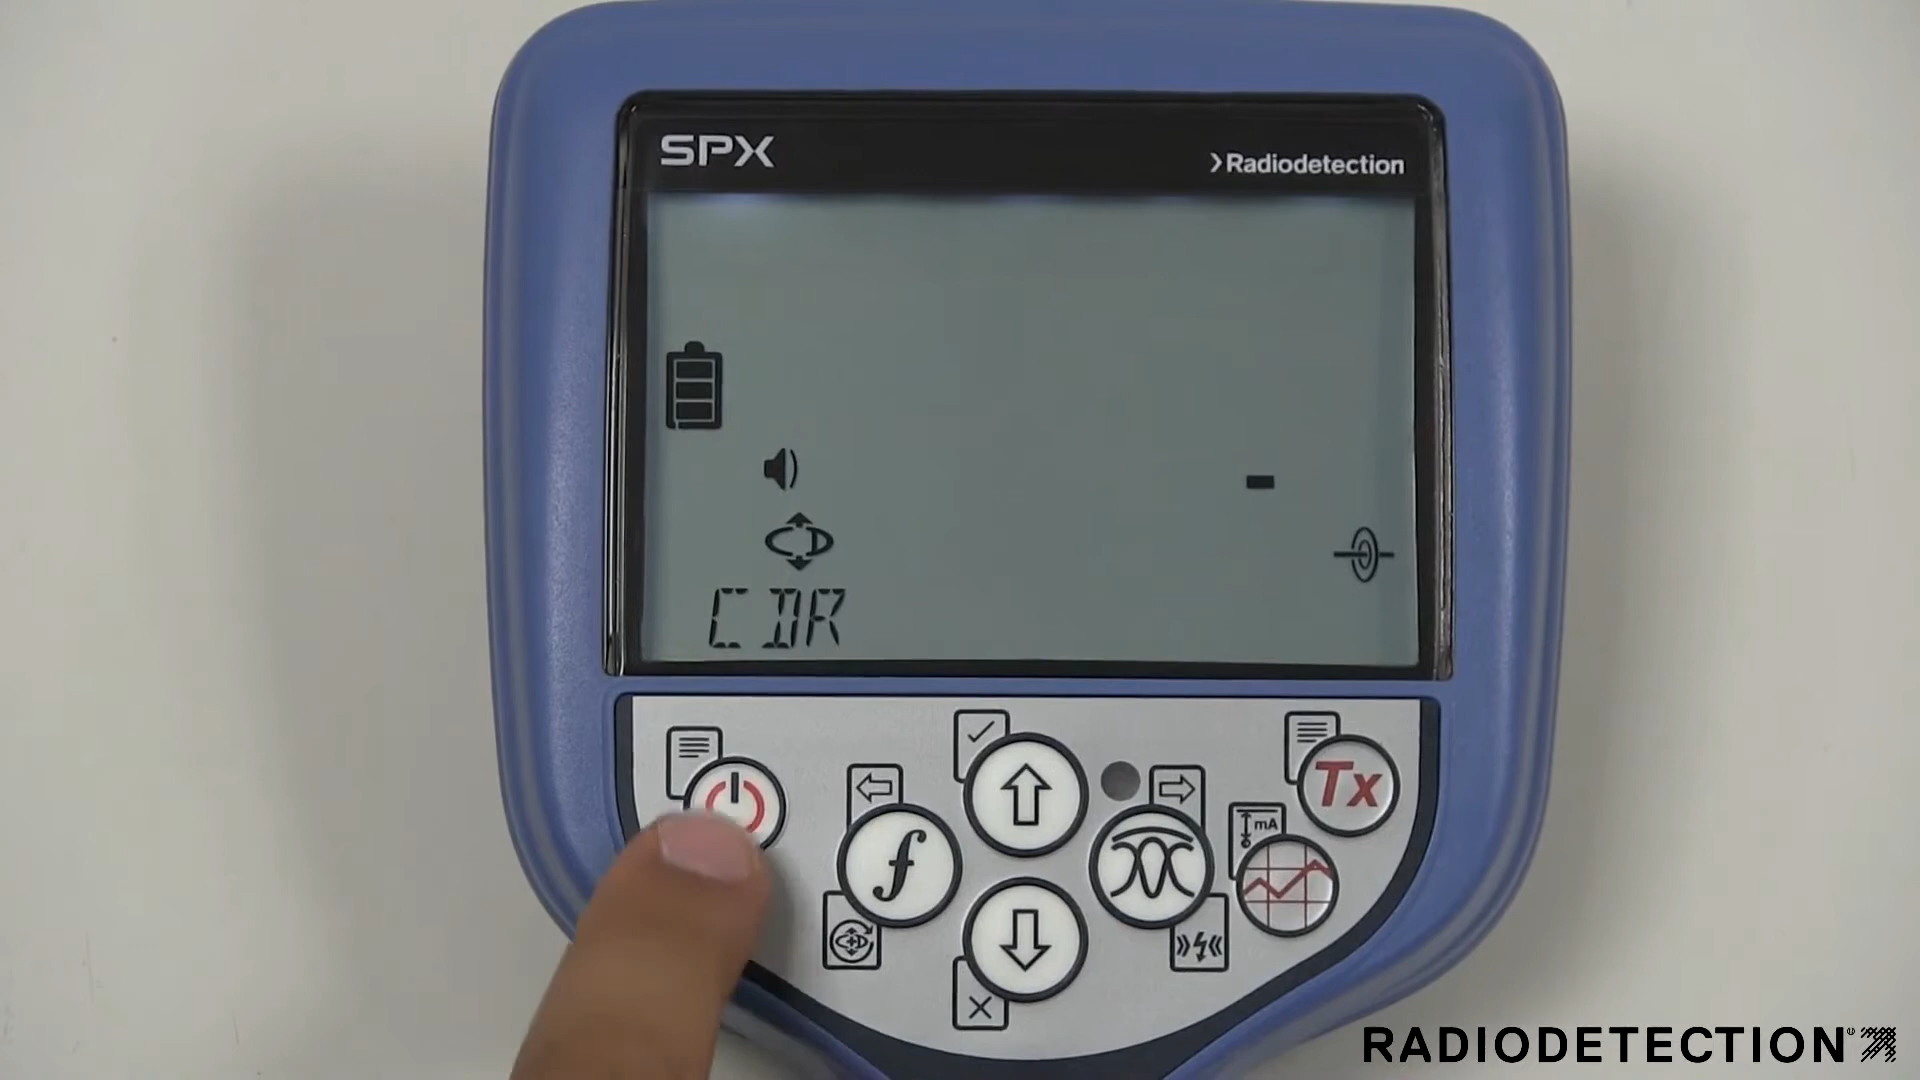 SPX
Radiodetection
CDR
Tx
mA
f
RADIODETECTION®